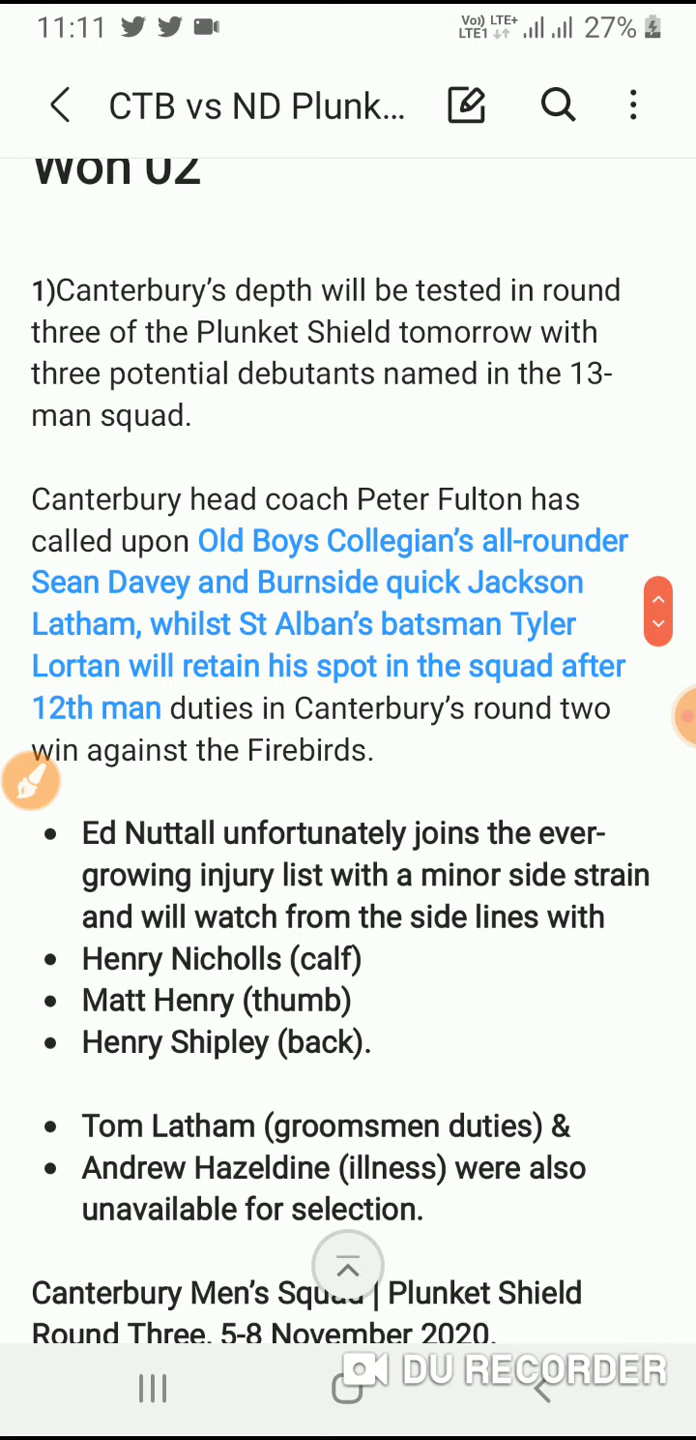 11:11 Vo)) LTE+ LTE1 27%
CTB vs ND Plunk...
Won 02
1)Canterbury's depth will be tested in round
three of the Plunket Shield tomorrow with
three potential debutants named in the 13-
man squad.
Canterbury head coach Peter Fulton has
called upon Old Boys Collegian's all-rounder
Sean Davey and Burnside quick Jackson
Latham, whilst St Alban's batsman Tyler
Lortan will retain his spot in the squad after
12th man duties in Canterbury's round two
win against the Firebirds.
• Ed Nuttall unfortunately joins the ever-
growing injury list with a minor side strain
and will watch from the side lines with
• Henry Nicholls (calf)
• Matt Henry (thumb)
• Henry Shipley (back).
• Tom Latham (groomsmen duties) &
• Andrew Hazeldine (illness) were also
unavailable for selection.
Canterbury Men's Squad | Plunket Shield
Round Three, 5-8 November 2020.
DU RECORDER